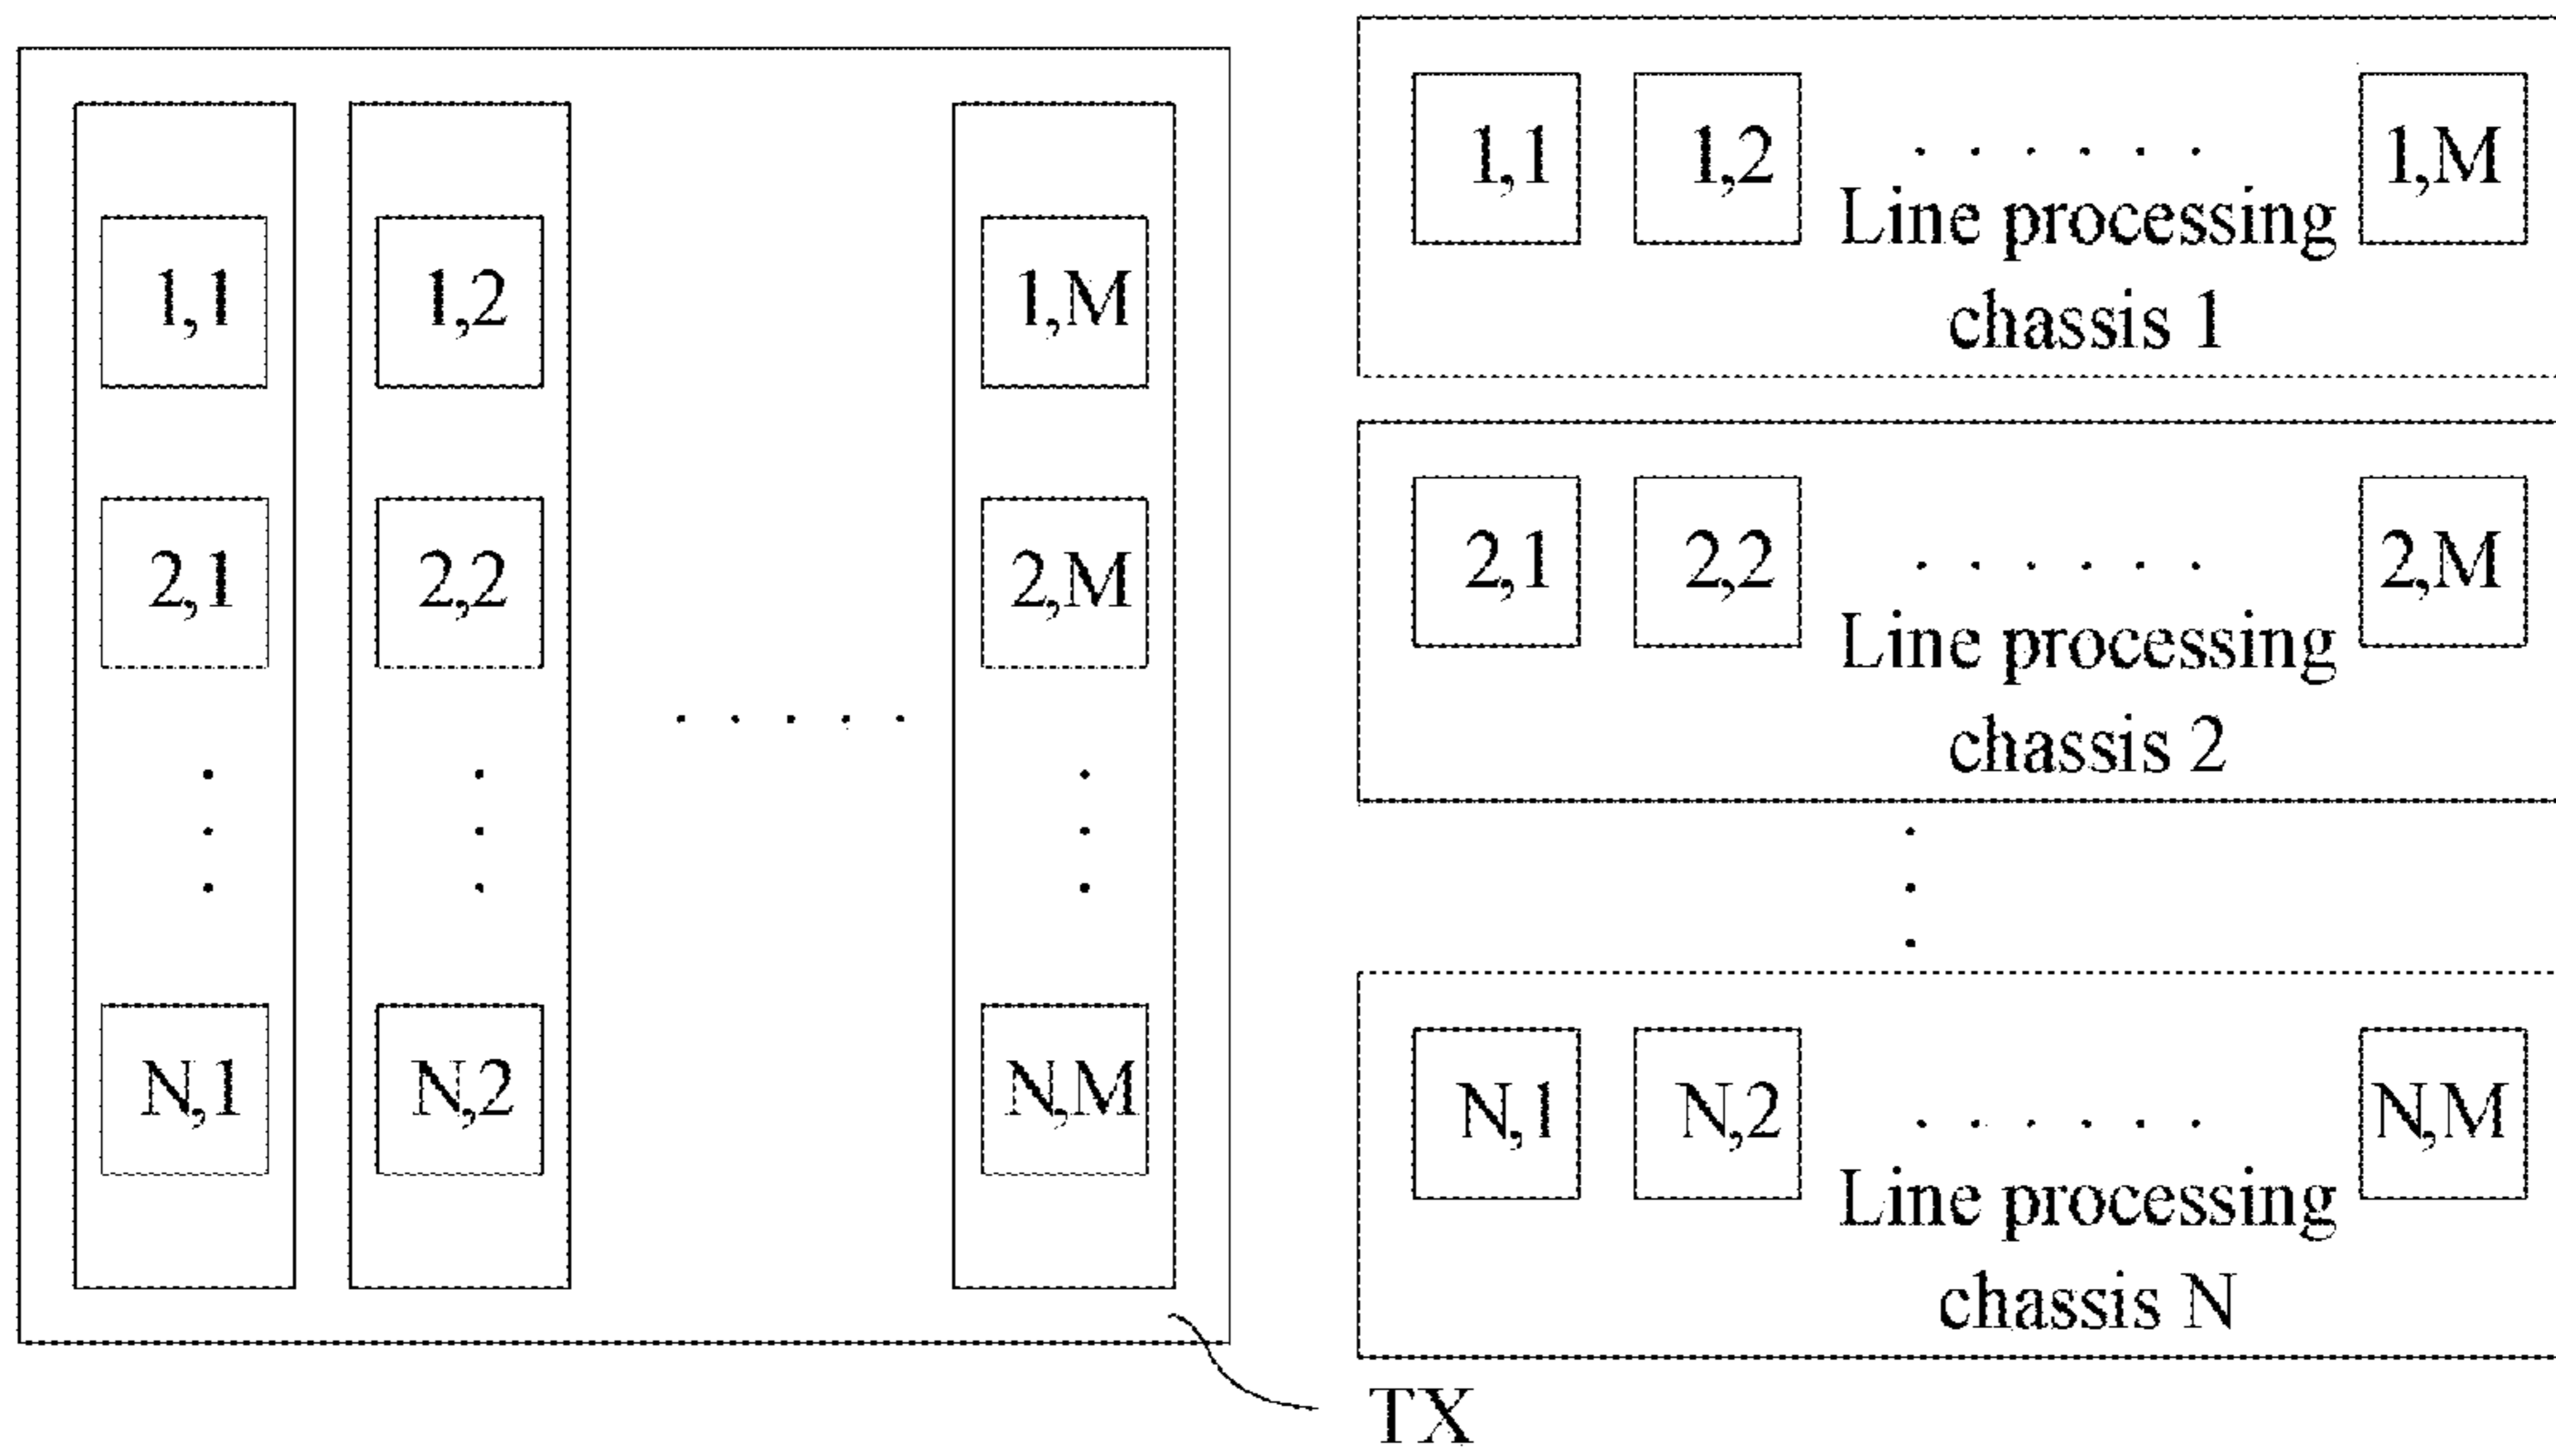 1,1 1,2 1,M
2,1 2,2 2,M
N,1 N,2 N,M
TX
1,1 1,2 . . . . . . 1,M
Line processing
chassis 1
2,1 2,2 . . . . . . 2,M
Line processing
chassis 2
N,1 N,2 . . . . . . N,M
Line processing
chassis N